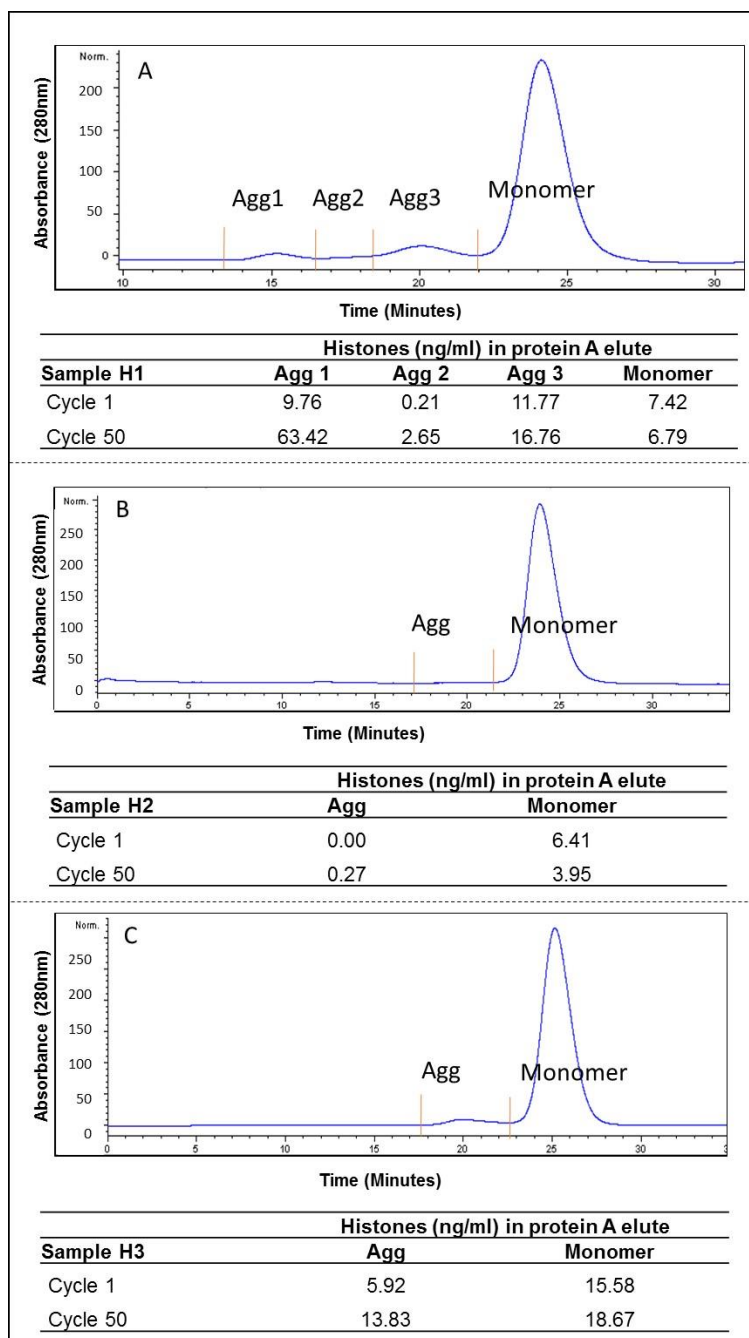 Norm.
A
200
150
100
50
0
Agg1
Agg2
Agg3
Monomer
10
15
20
25
30
Absorbance (280nm)
Time (Minutes)
Histones (ng/ml) in protein A elute
Sample H1 Agg 1 Agg 2 Agg 3 Monomer
Cycle 1 9.76 0.21 11.77 7.42
Cycle 50 63.42 2.65 16.76 6.79
Norm.
B
250
200
150
100
50
0
Agg
Monomer
0
5
10
15
20
25
30
Absorbance (280nm)
Time (Minutes)
Histones (ng/ml) in protein A elute
Sample H2 Agg Monomer
Cycle 1 0.00 6.41
Cycle 50 0.27 3.95
Norm.
C
250
200
150
100
50
0
Agg
Monomer
0
5
10
15
20
25
30
3
Absorbance (280nm)
Time (Minutes)
Histones (ng/ml) in protein A elute
Sample H3 Agg Monomer
Cycle 1 5.92 15.58
Cycle 50 13.83 18.67